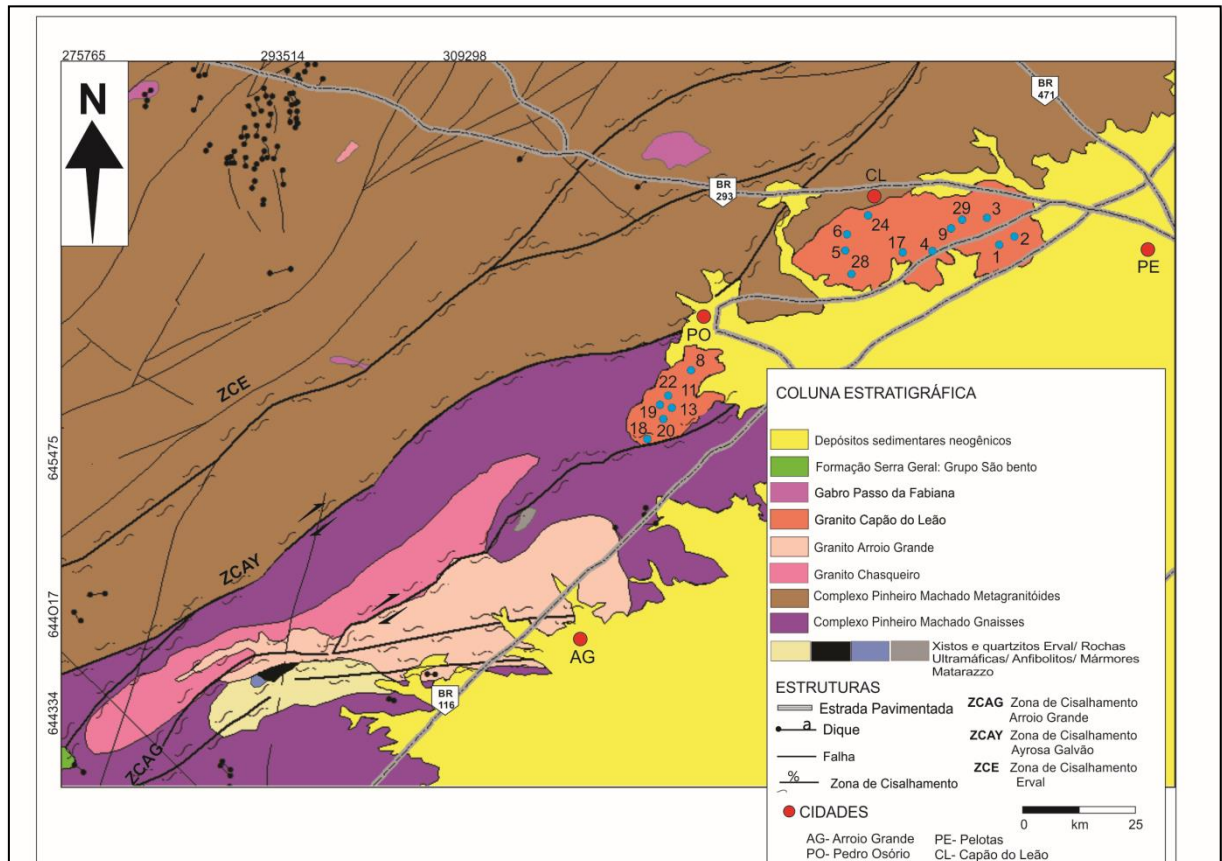 275765 293514 309298
N
BR
471
BR
293
CL
29 3
24
6 9 2
17 4
5 1
28
PE
PO
8
22 11
19 13
18 20
ZCE
645475
ZCAY
644O17
AG
BR
116
644334
ZCAG
COLUNA ESTRATIGRÁFICA
Depósitos sedimentares neogênicos
Formação Serra Geral: Grupo São bento
Gabro Passo da Fabiana
Granito Capão do Leão
Granito Arroio Grande
Granito Chasqueiro
Complexo Pinheiro Machado Metagranitóides
Complexo Pinheiro Machado Gnaisses
Xistos e quartzitos Erval/ Rochas
Ultramáficas/ Anfibolitos/ Mármores
Matarazzo
ESTRUTURAS
Estrada Pavimentada
a Dique
Falha
% Zona de Cisalhamento
ZCAG Zona de Cisalhamento
Arroio Grande
ZCAY Zona de Cisalhamento
Ayrosa Galvão
ZCE Zona de Cisalhamento
Erval
CIDADES
0 km 25
AG- Arroio Grande PE- Pelotas
PO- Pedro Osório CL- Capão do Leão